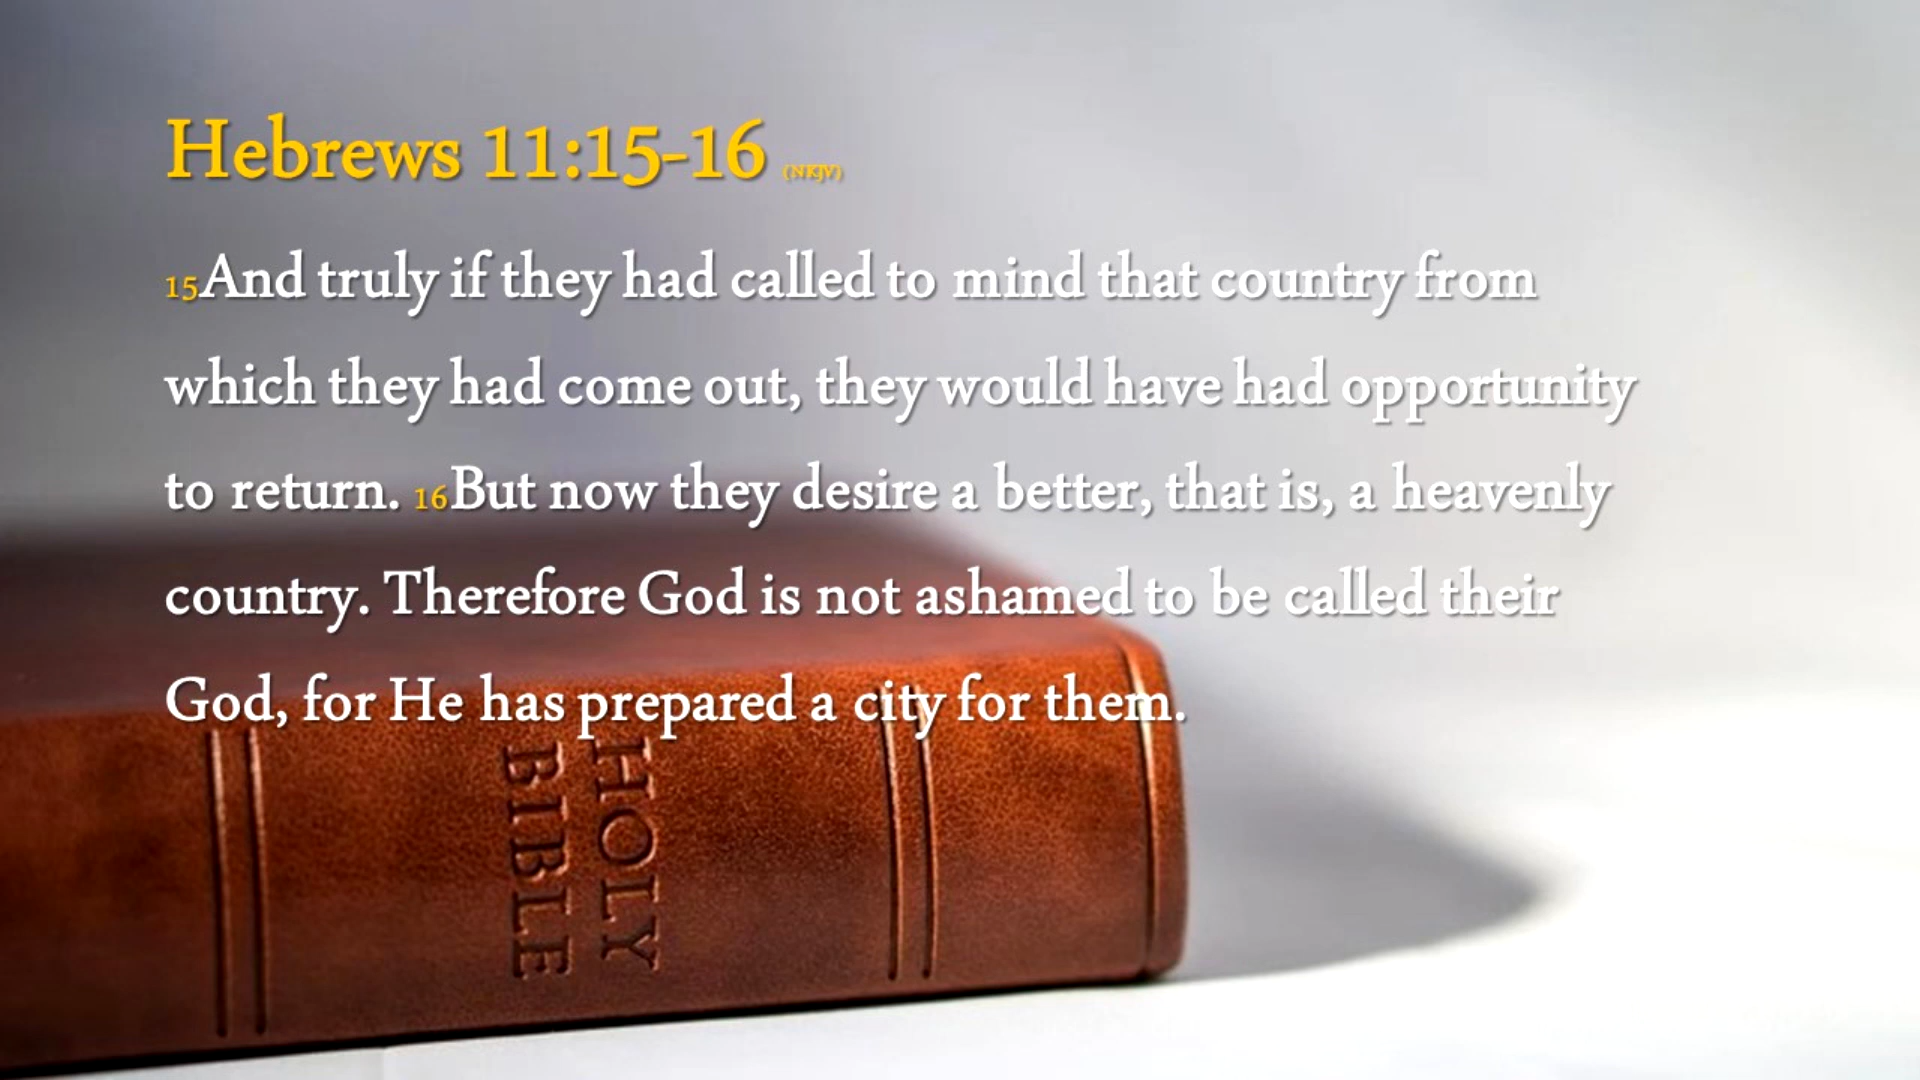 Hebrews 11:15-16 (NKJV)
15And truly if they had called to mind that country from
which they had come out, they would have had opportunity
to return. 16But now they desire a better, that is, a heavenly
country. Therefore God is not ashamed to be called their
God, for He has prepared a city for them.
HOLY
BIBLE